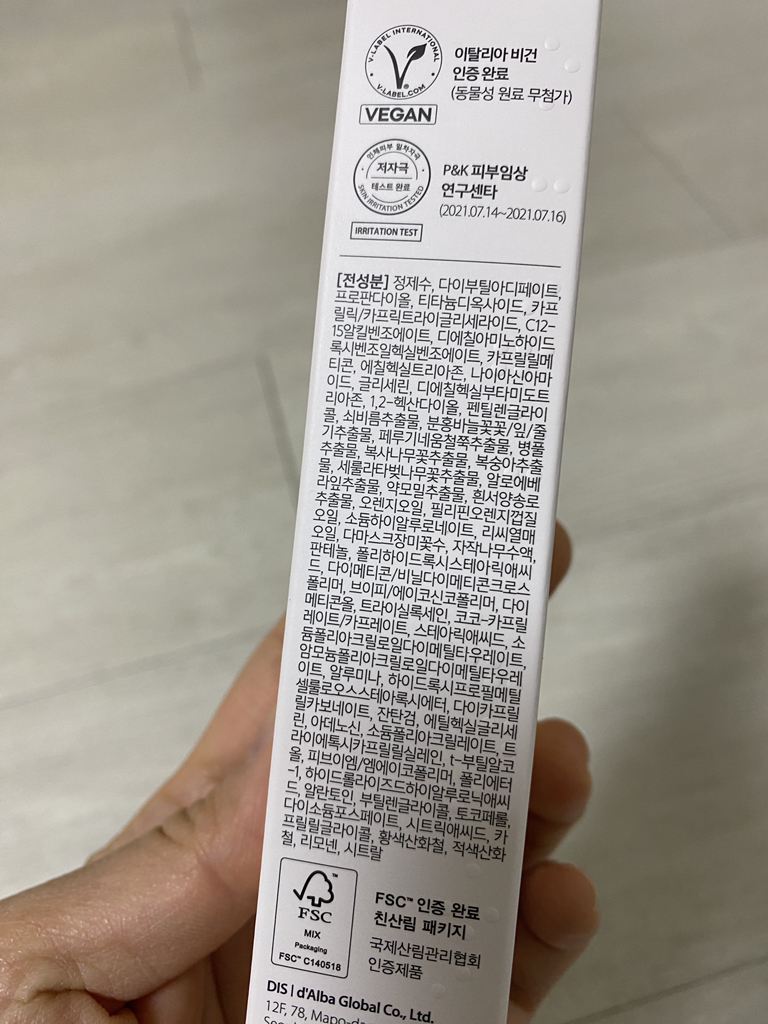 V-LABEL INTERNATIONAL
V-LABEL.COM
VEGAN
이탈리아 비건
인증 완료
(동물성 원료 무첨가)
인체피부 일차자극
저자극
테스트 완료
SKIN IRRITATION TESTED
IRRITATION TEST
P&K 피부임상
연구센타
(2021.07.14~2021.07.16)
[전성분] 정제수, 다이부틸아디페이트,
프로판다이올, 티타늄디옥사이드, 카프
릴릭/카프릭트라이글리세라이드, C12-
15알킬벤조에이트, 디에칠아미노하이드
록시벤조일헥실벤조에이트, 카프릴릴메
티콘, 에칠헥실트리아존, 나이아신아마
이드, 글리세린, 디에칠헥실부타미도트
리아존, 1,2-헥산다이올, 펜틸렌글라이
콜, 쇠비름추출물, 분홍바늘꽃꽃/잎/줄
기추출물, 페루기네움철쭉추출물, 병풀
추출물, 복사나무꽃추출물, 복숭아추출
물, 세룰라타벚나무꽃추출물, 알로에베
라잎추출물, 약모밀추출물, 흰서양송로
추출물, 오렌지오일, 필리핀오렌지껍질
오일, 소듐하이알루로네이트, 리씨열매
오일, 다마스크장미꽃수, 자작나무수액,
판테놀, 폴리하이드록시스테아릭애씨
드, 다이메티콘/비닐다이메티콘크로스
폴리머, 브이피/에이코신코폴리머, 다이
메티콘올, 트라이실록세인, 코코-카프릴
레이트/카프레이트, 스테아릭애씨드, 소
듐폴리아크릴로일다이메틸타우레이트,
암모늄폴리아크릴로일다이메틸타우레
이트, 알루미나, 하이드록시프로필메틸
셀룰로오스스테아록시에터, 다이카프릴
릴카보네이트, 잔탄검, 에틸헥실글리세
린, 아데노신, 소듐폴리아크릴레이트, 트
라이에톡시카프릴릴실레인, t-부틸알코
올, 피브이엠/엠에이코폴리머, 폴리에터
-1, 하이드롤라이즈드하이알루로닉애씨
드, 알란토인, 부틸렌글라이콜, 토코페롤,
다이소듐포스페이트, 시트릭애씨드, 카
프릴릴글라이콜, 황색산화철, 적색산화
철, 리모넨, 시트랄
FSC™
MIX
Packaging
FSC™ C140518
FSC™ 인증 완료
친산림 패키지
국제산림관리협회
인증제품
DIS | d'Alba Global Co., Ltd.
12F, 78, Mapo-da